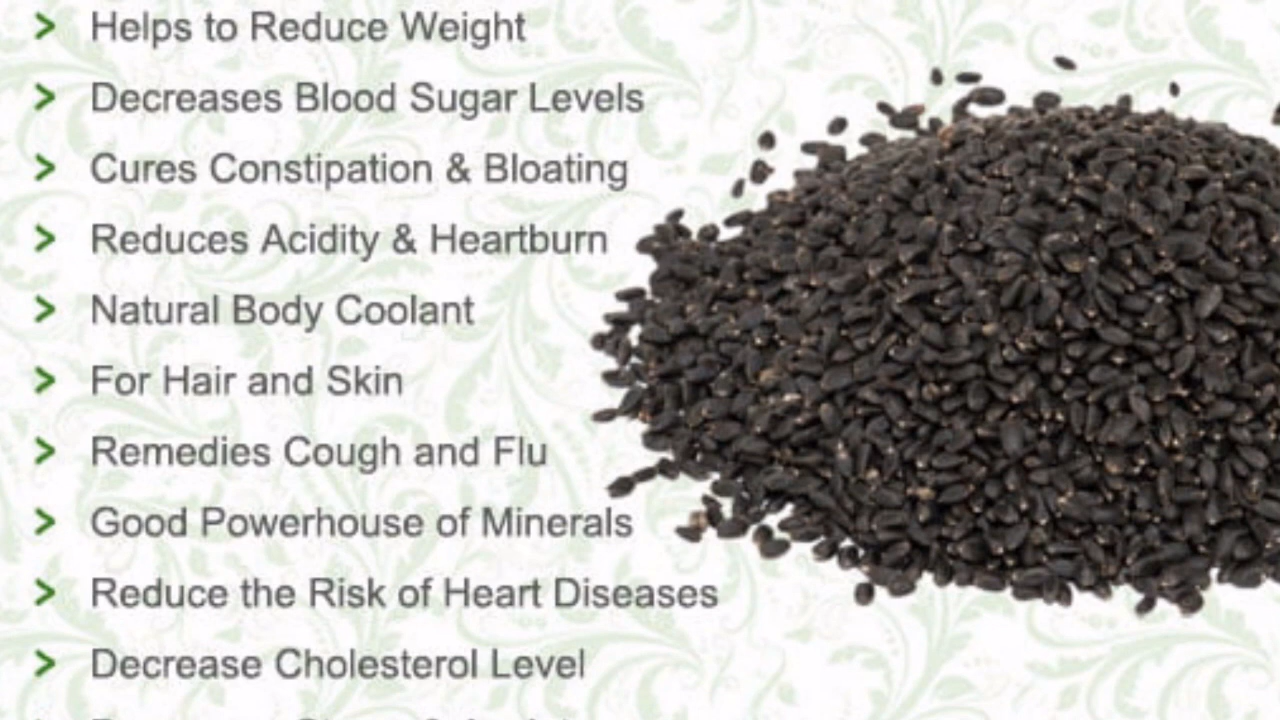 > Helps to Reduce Weight
> Decreases Blood Sugar Levels
> Cures Constipation & Bloating
> Reduces Acidity & Heartburn
> Natural Body Coolant
> For Hair and Skin
> Remedies Cough and Flu
> Good Powerhouse of Minerals
> Reduce the Risk of Heart Diseases
> Decrease Cholesterol Level